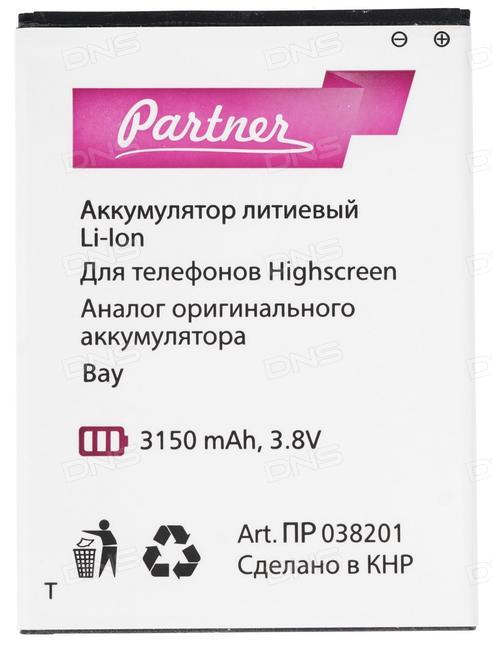 Partner
Аккумулятор литиевый
Li-Ion
Для телефонов Highscreen
Аналог оригинального
аккумулятора
Bay
3150 mAh, 3.8V
Art. ПР 038201
Сделано в КНР
T
DNS